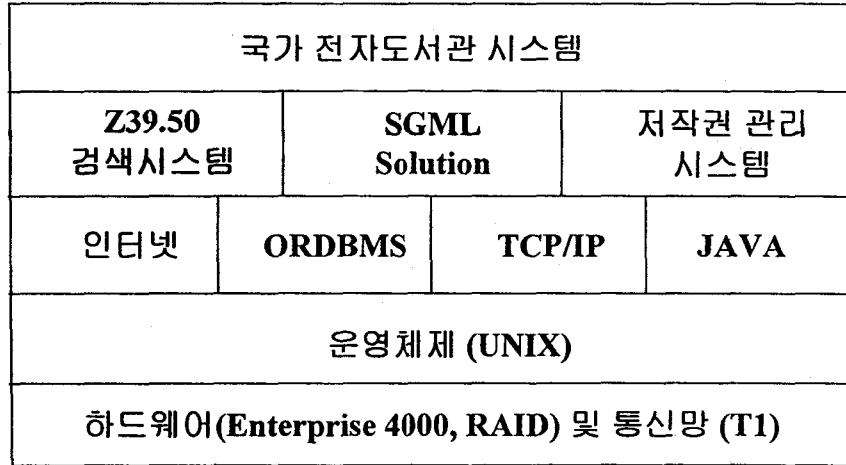 국가 전자도서관 시스템
Z39.50
검색시스템
SGML
Solution
저작권 관리
시스템
인터넷
ORDBMS
TCP/IP
JAVA
운영체제 (UNIX)
하드웨어(Enterprise 4000, RAID) 및 통신망 (T1)